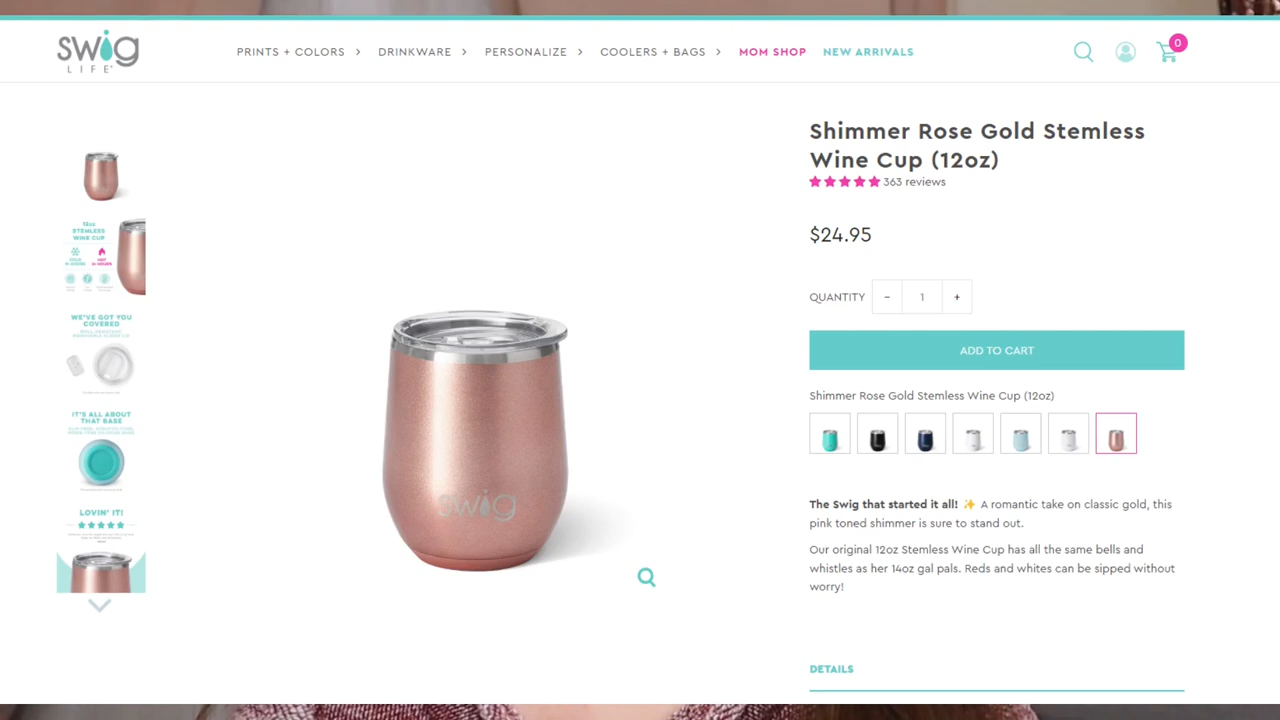 swig
LIFE
PRINTS + COLORS
DRINKWARE
PERSONALIZE
COOLERS + BAGS
MOM SHOP
NEW ARRIVALS
0
12oz
STEMLESS
WINE CUP
WE'VE GOT YOU
COVERED
IT'S ALL ABOUT
THAT BASE
LOVIN' IT!
swig
Shimmer Rose Gold Stemless
Wine Cup (12oz)
363 reviews
$24.95
QUANTITY
−
1
+
ADD TO CART
Shimmer Rose Gold Stemless Wine Cup (12oz)
The Swig that started it all! ✨ A romantic take on classic gold, this
pink toned shimmer is sure to stand out.
Our original 12oz Stemless Wine Cup has all the same bells and
whistles as her 14oz gal pals. Reds and whites can be sipped without
worry!
DETAILS